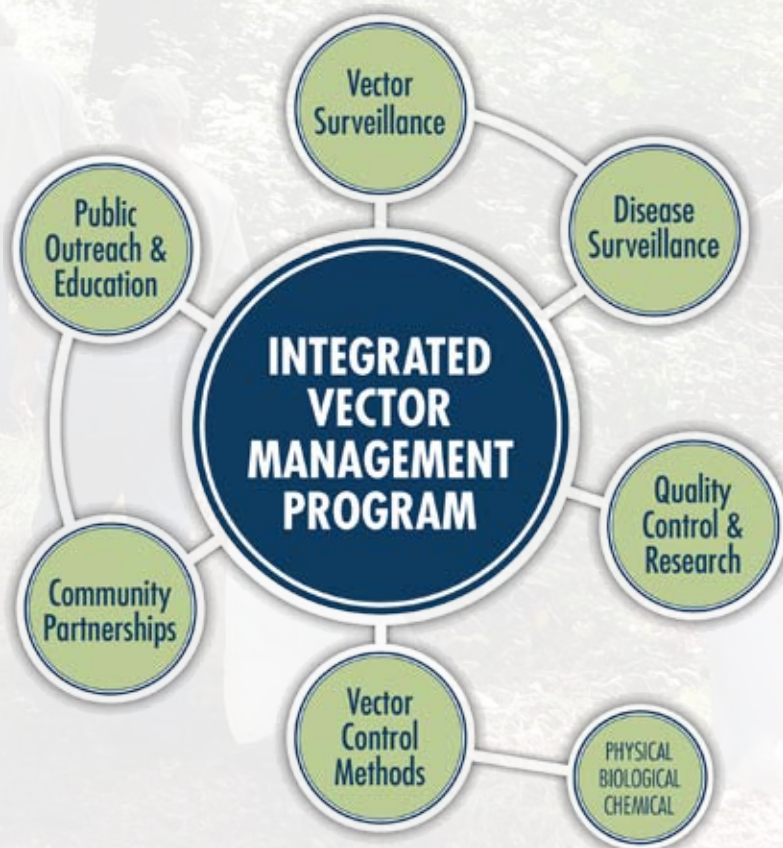 Vector
Surveillance
Disease
Surveillance
Public
Outreach &
Education
INTEGRATED
VECTOR
MANAGEMENT
PROGRAM
Quality
Control &
Research
Community
Partnerships
Vector
Control
Methods
PHYSICAL
BIOLOGICAL
CHEMICAL